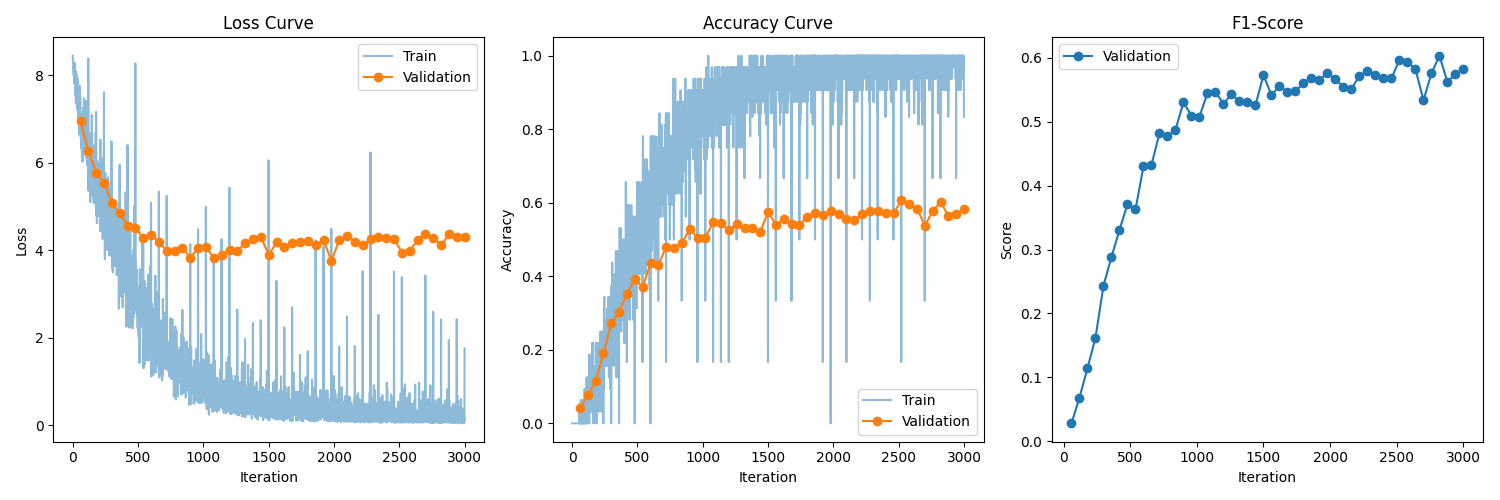 Loss Curve
Train
Validation
8
6
4
2
0
Loss
0 500 1000 1500 2000 2500 3000
Iteration
Accuracy Curve
1.0
0.8
0.6
0.4
0.2
0.0
Accuracy
Train
Validation
0 500 1000 1500 2000 2500 3000
Iteration
F1-Score
Validation
0.6
0.5
0.4
0.3
0.2
0.1
0.0
Score
0 500 1000 1500 2000 2500 3000
Iteration